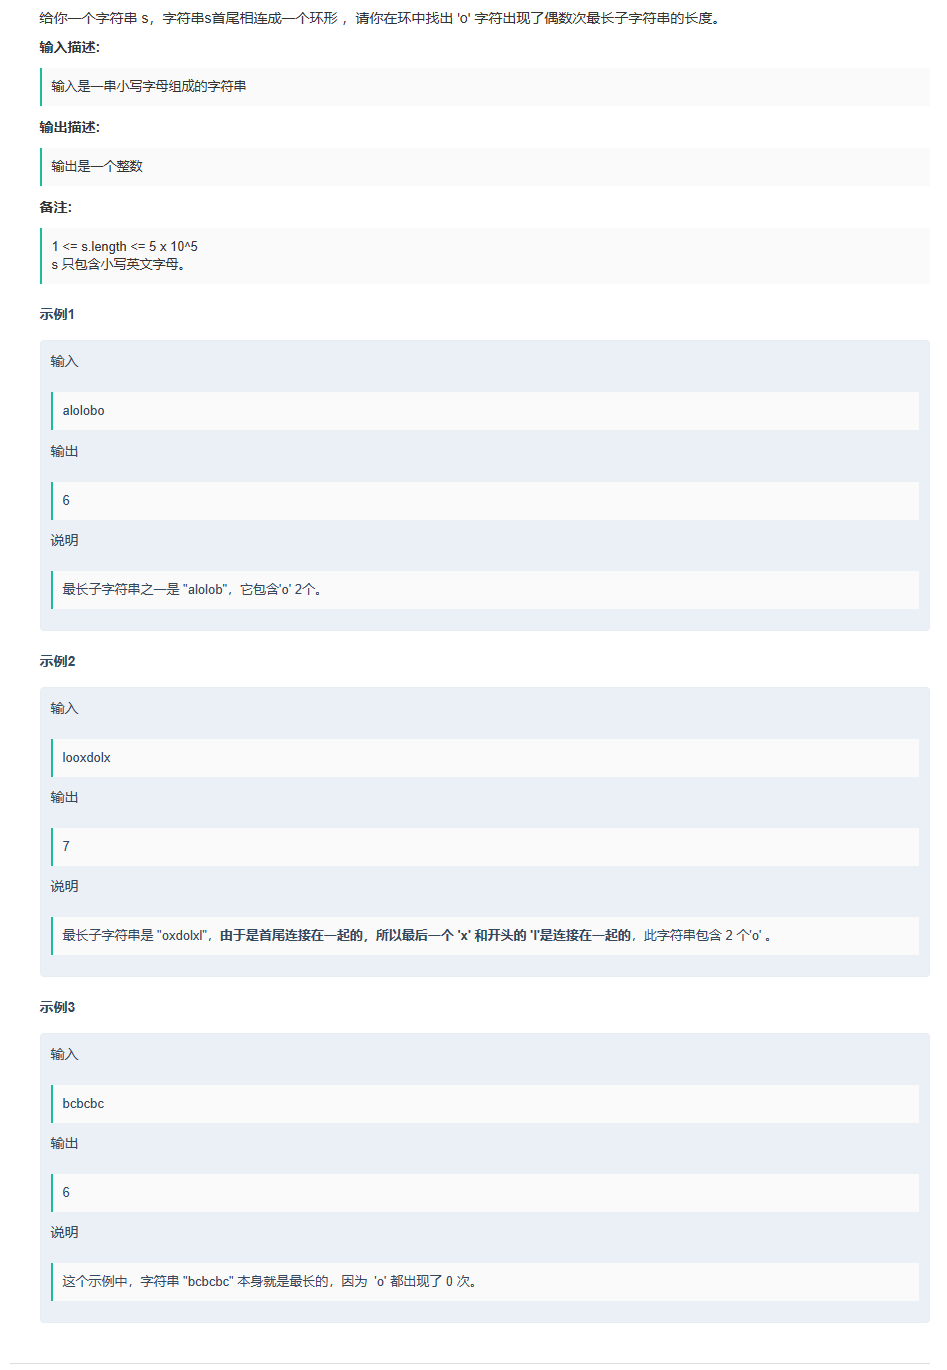 给你一个字符串 s，字符串s首尾相连成一个环形 ，请你在环中找出 'o' 字符出现了偶数次最长子字符串的长度。
输入描述:
输入是一串小写字母组成的字符串
输出描述:
输出是一个整数
备注:
1 <= s.length <= 5 x 10^5
s 只包含小写英文字母。
示例1
输入
alolobo
输出
6
说明
最长子字符串之一是 "alolob"，它包含'o' 2个。
示例2
输入
looxdolx
输出
7
说明
最长子字符串是 "oxdolxl"，由于是首尾连接在一起的，所以最后一个 'x' 和开头的 'l'是连接在一起的，此字符串包含 2 个'o' 。
示例3
输入
bcbcbc
输出
6
说明
这个示例中，字符串 "bcbcbc" 本身就是最长的，因为 'o' 都出现了 0 次。